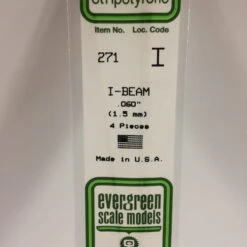 Item No. Loc. Code
271 I
I-BEAM
.060"
(1.5 mm)
4 Pieces
Made in U.S.A.
evergreen
scale models